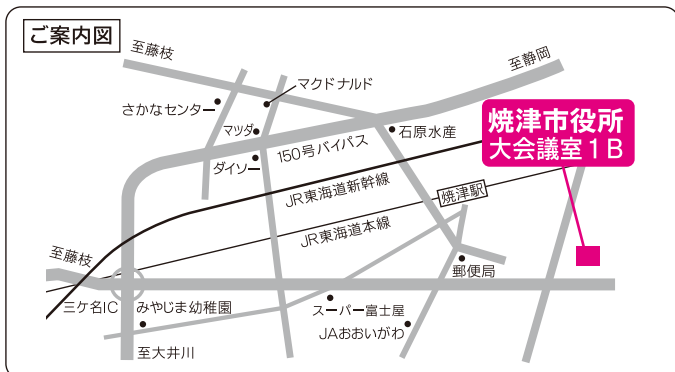 ご案内図
至藤枝
至静岡
マクドナルド
さかなセンター
マツダ
石原水産
焼津市役所
大会議室1B
150号バイパス
ダイソー
JR東海道新幹線
焼津駅
JR東海道本線
至藤枝
郵便局
三ケ名IC
みやじま幼稚園
スーパー富士屋
JAおおいがわ
至大井川